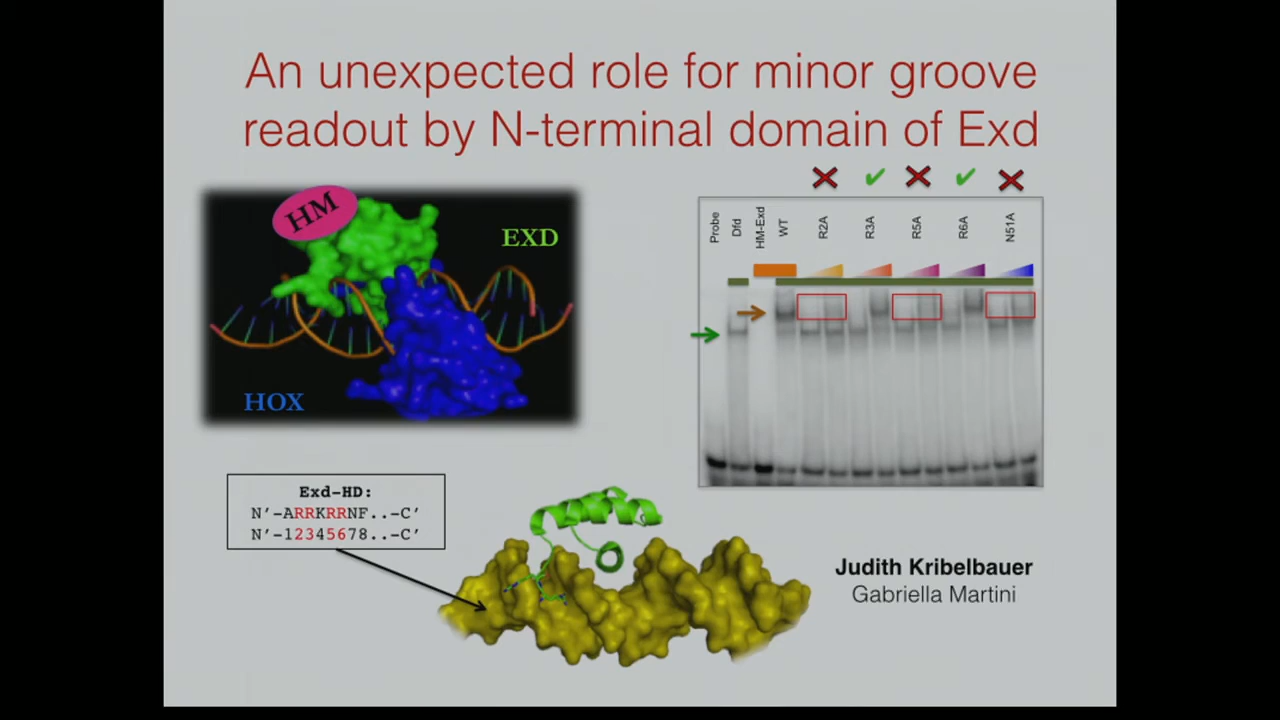 An unexpected role for minor groove
readout by N-terminal domain of Exd
HM
EXD
HOX
Probe
Dfd
HM-Exd
WT
R2A
R3A
R5A
R6A
N51A
Exd-HD:
N’-ARRKRRNF..-C’
N’-12345678..-C’
Judith Kribelbauer
Gabriella Martini